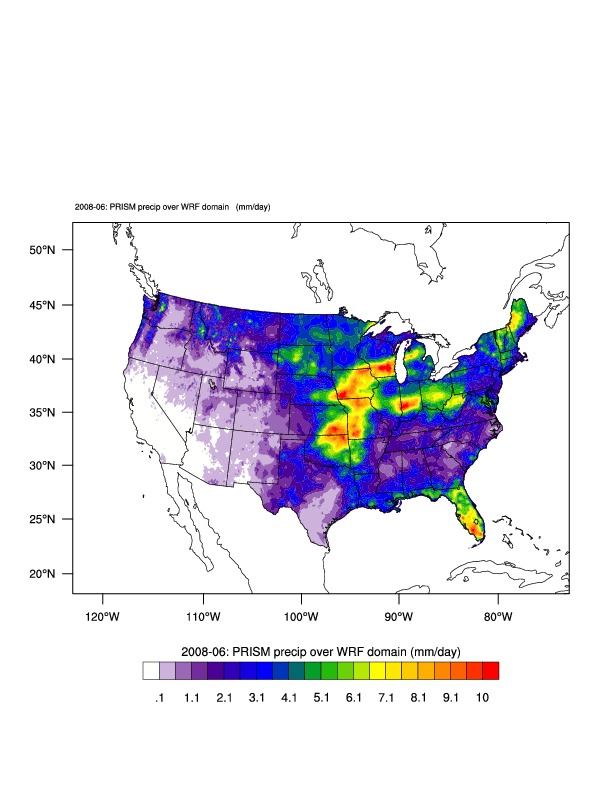 2008-06: PRISM precip over WRF domain (mm/day)
50°N
45°N
40°N
35°N
30°N
25°N
20°N
120°W 110°W 100°W 90°W 80°W
2008-06: PRISM precip over WRF domain (mm/day)
.1 1.1 2.1 3.1 4.1 5.1 6.1 7.1 8.1 9.1 10